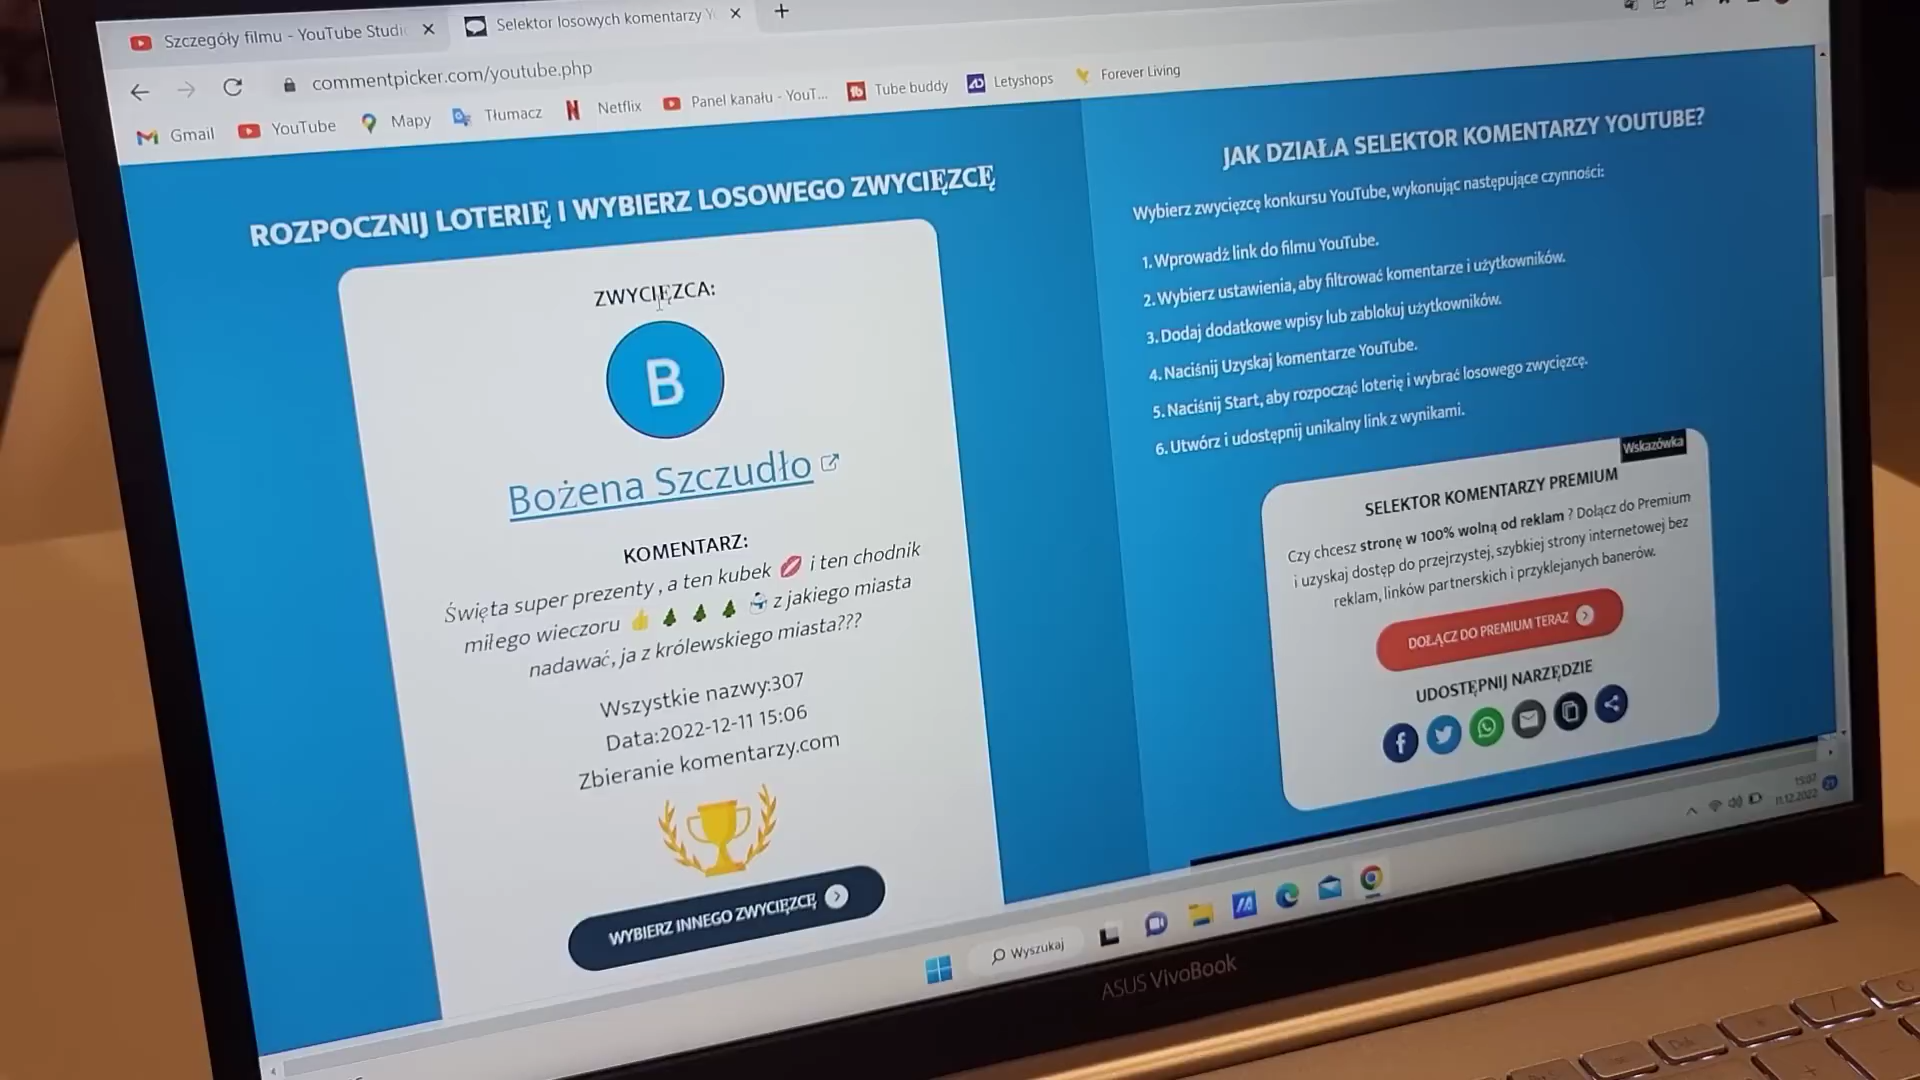 Szczegóły filmu - YouTube Studi
Selektor losowych komentarzy Y
commentpicker.com/youtube.php
Gmail
YouTube
Mapy
Tłumacz
Netflix
Panel kanału - YouT...
Tube buddy
Letyshops
Forever Living
ROZPOCZNIJ LOTERIĘ I WYBIERZ LOSOWEGO ZWYCIĘZCĘ
ZWYCIĘZCA:
B
Bożena Szczudło
KOMENTARZ:
Święta super prezenty , a ten kubek 💋 i ten chodnik
miłego wieczoru 👍 🌲 🌲 🌲 ⛄ z jakiego miasta
nadawać, ja z królewskiego miasta???
Wszystkie nazwy:307
Data:2022-12-11 15:06
Zbieranie komentarzy.com
WYBIERZ INNEGO ZWYCIĘZCĘ
JAK DZIAŁA SELEKTOR KOMENTARZY YOUTUBE?
Wybierz zwycięzcę konkursu YouTube, wykonując następujące czynności:
1. Wprowadź link do filmu YouTube.
2. Wybierz ustawienia, aby filtrować komentarze i użytkowników.
3. Dodaj dodatkowe wpisy lub zablokuj użytkowników.
4. Naciśnij Uzyskaj komentarze YouTube.
5. Naciśnij Start, aby rozpocząć loterię i wybrać losowego zwycięzcę.
6. Utwórz i udostępnij unikalny link z wynikami.
Wskazówka
SELEKTOR KOMENTARZY PREMIUM
Czy chcesz stronę w 100% wolną od reklam ? Dołącz do Premium
i uzyskaj dostęp do przejrzystej, szybkiej strony internetowej bez
reklam, linków partnerskich i przyklejanych banerów.
DOŁĄCZ DO PREMIUM TERAZ
UDOSTĘPNIJ NARZĘDZIE
15:07
11.12.2022
Wyszukaj
ASUS VivoBook